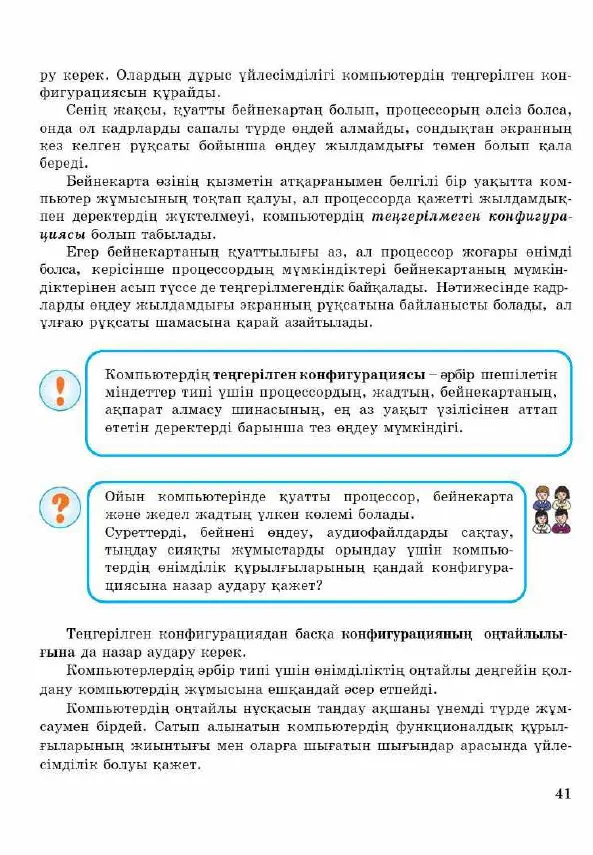 ру керек. Олардың дұрыс үйлесімділігі компьютердің теңгерілген кон-
фигурациясын құрайды.
Сенің жақсы, қуатты бейнекартаң болып, процессорың әлсіз болса,
онда ол кадрларды сапалы түрде өңдей алмайды, сондықтан экранның
кез келген рұқсаты бойынша өңдеу жылдамдығы төмен болып қала
береді.
Бейнекарта өзінің қызметін атқарғанымен белгілі бір уақытта ком-
пьютер жұмысының тоқтап қалуы, ал процессорда қажетті жылдамдық-
пен деректердің жүктелмеуі, компьютердің теңгерілмеген конфигура-
циясы болып табылады.
Егер бейнекартаның қуаттылығы аз, ал процессор жоғары өнімді
болса, керісінше процессордың мүмкіндіктері бейнекартаның мүмкін-
діктерінен асып түссе де теңгерілмегендік байқалады. Нәтижесінде кадр-
ларды өңдеу жылдамдығы экранның рұқсатына байланысты болады, ал
ұлғаю рұқсаты шамасына қарай азайтылады.
!
Компьютердің теңгерілген конфигурациясы – әрбір шешілетін
міндеттер типі үшін процессордың, жадтың, бейнекартаның,
ақпарат алмасу шинасының, ең аз уақыт үзілісінен аттап
өтетін деректерді барынша тез өңдеу мүмкіндігі.
?
Ойын компьютерінде қуатты процессор, бейнекарта
және жедел жадтың үлкен көлемі болады.
Суреттерді, бейнені өңдеу, аудиофайлдарды сақтау,
тыңдау сияқты жұмыстарды орындау үшін компью-
тердің өнімділік құрылғыларының қандай конфигура-
циясына назар аудару қажет?
Теңгерілген конфигурациядан басқа конфигурацияның оңтайлылы-
ғына да назар аудару керек.
Компьютерлердің әрбір типі үшін өнімділіктің оңтайлы деңгейін қол-
дану компьютердің жұмысына ешқандай әсер етпейді.
Компьютердің оңтайлы нұсқасын таңдау ақшаны үнемді түрде жұм-
саумен бірдей. Сатып алынатын компьютердің функционалдық құрыл-
ғыларының жиынтығы мен оларға шығатын шығындар арасында үйле-
сімділік болуы қажет.
41